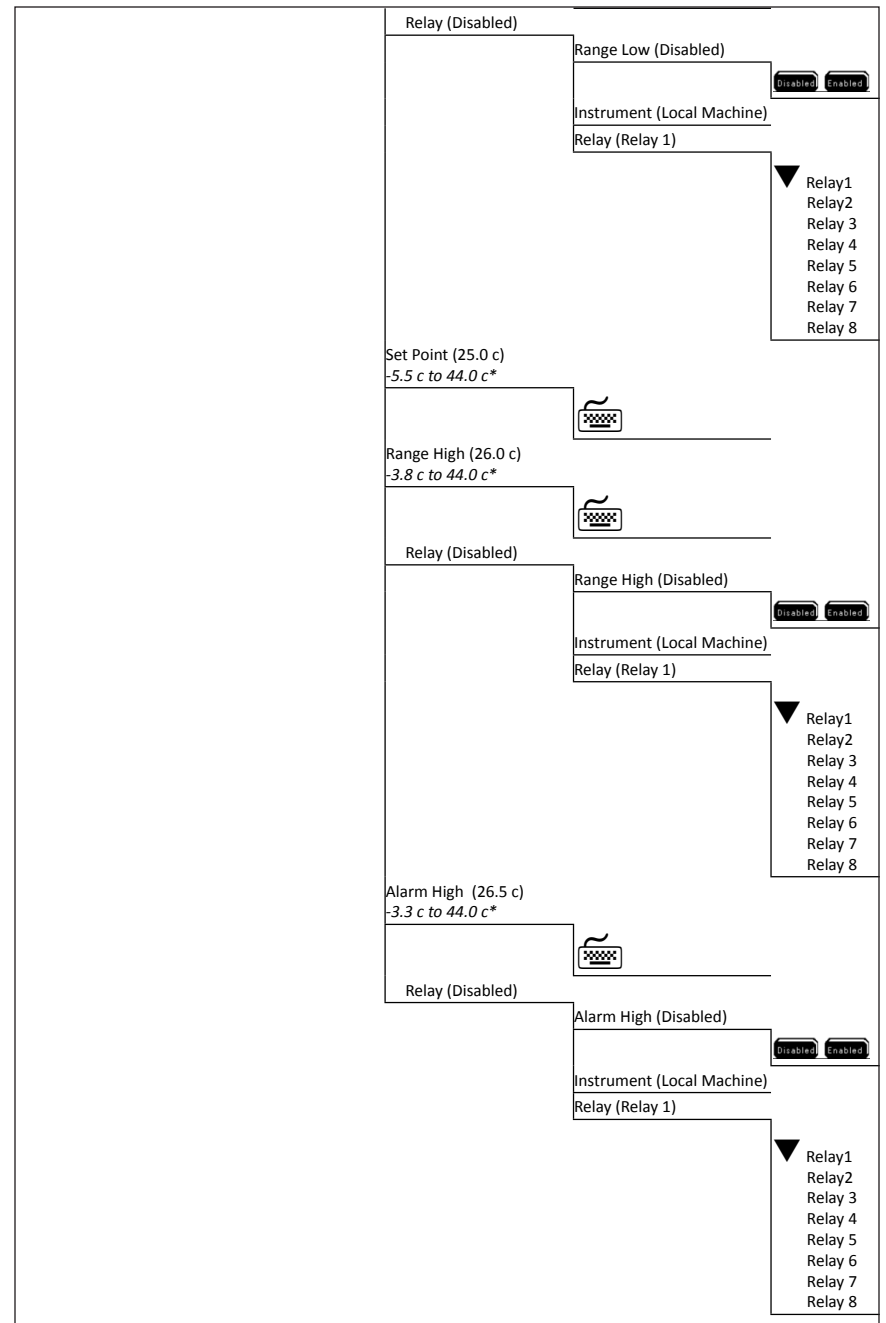 Relay (Disabled)
Range Low (Disabled)
Disabled Enabled
Instrument (Local Machine)
Relay (Relay 1)
Relay1
Relay2
Relay 3
Relay 4
Relay 5
Relay 6
Relay 7
Relay 8
Set Point (25.0 c)
-5.5 c to 44.0 c*
Range High (26.0 c)
-3.8 c to 44.0 c*
Relay (Disabled)
Range High (Disabled)
Disabled Enabled
Instrument (Local Machine)
Relay (Relay 1)
Relay1
Relay2
Relay 3
Relay 4
Relay 5
Relay 6
Relay 7
Relay 8
Alarm High (26.5 c)
-3.3 c to 44.0 c*
Relay (Disabled)
Alarm High (Disabled)
Disabled Enabled
Instrument (Local Machine)
Relay (Relay 1)
Relay1
Relay2
Relay 3
Relay 4
Relay 5
Relay 6
Relay 7
Relay 8